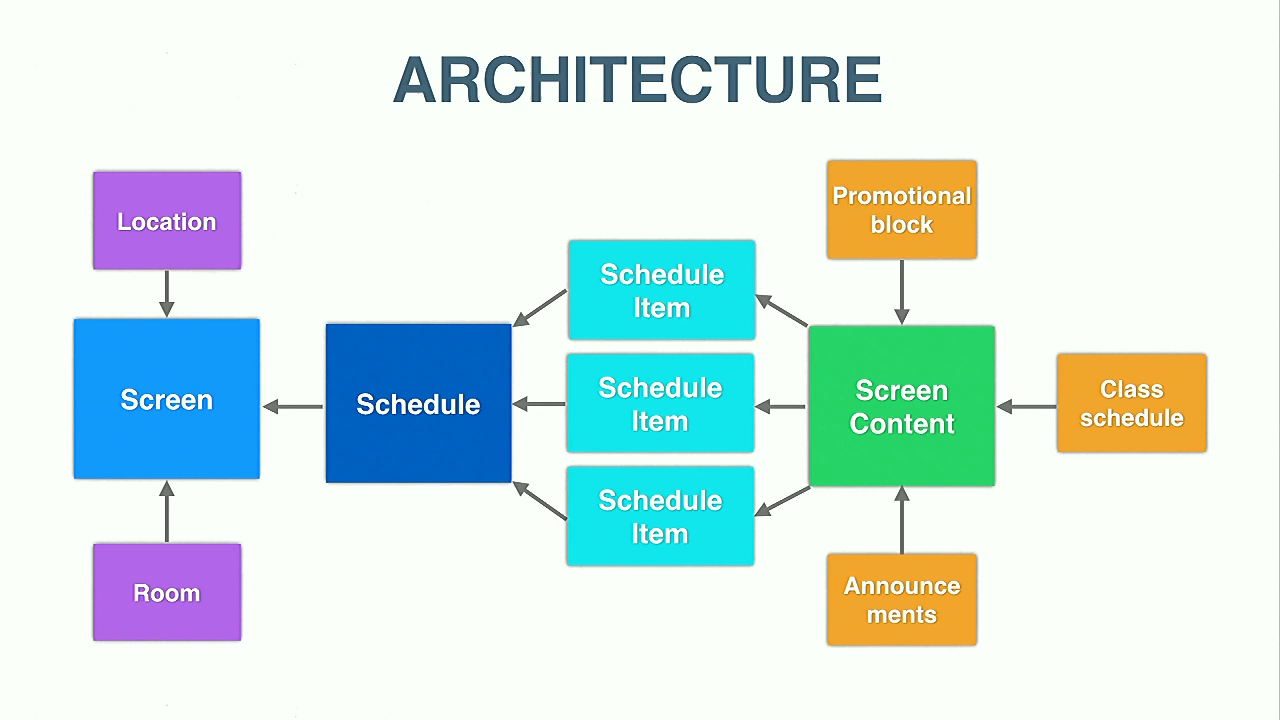 ARCHITECTURE
Location
Screen
Room
Schedule
Schedule
Item
Schedule
Item
Schedule
Item
Promotional
block
Screen
Content
Announce
ments
Class
schedule